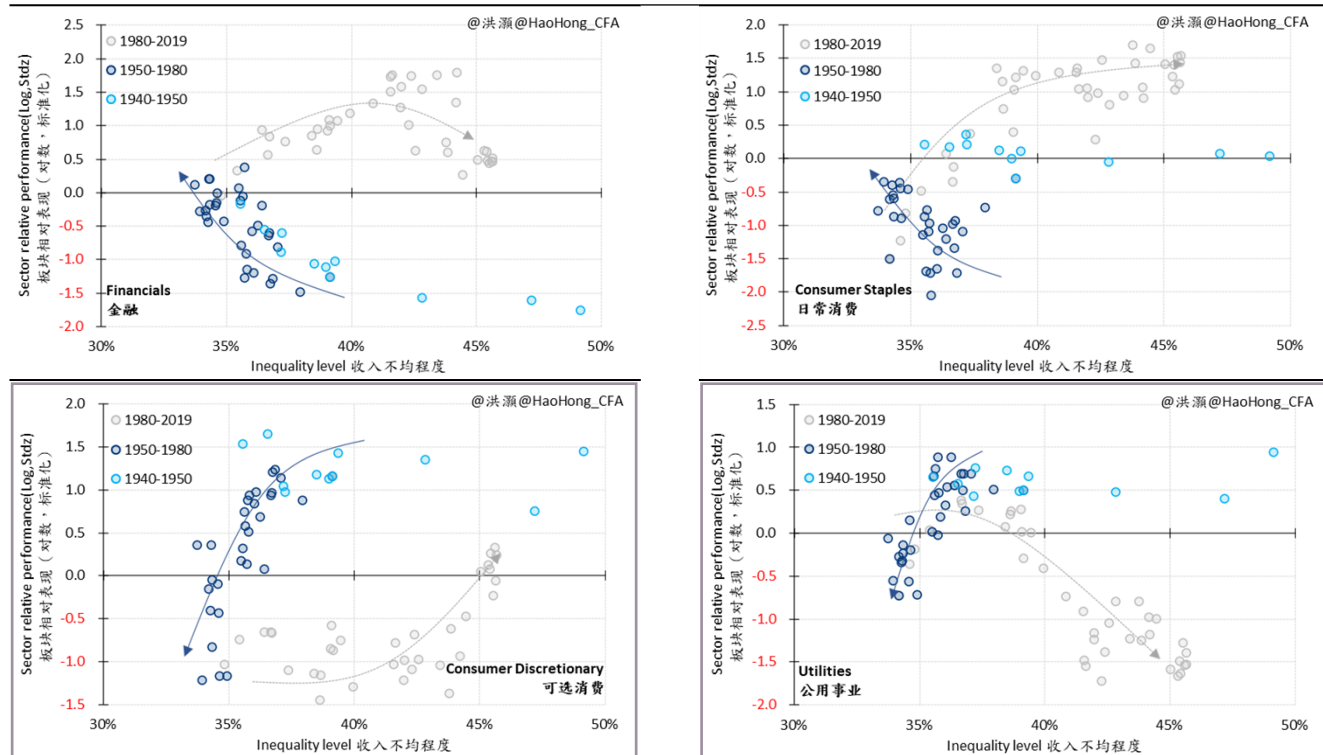 @洪灝@HaoHong_CFA
Sector relative performance(Log,Stdz)
板块相对表现（对数，标准化）
2.5
2.0
1.5
1.0
0.5
0.0
-0.5
-1.0
-1.5
-2.0
1980-2019
1950-1980
1940-1950
Financials
金融
30%
35%
40%
45%
50%
Inequality level 收入不均程度
@洪灝@HaoHong_CFA
Sector relative performance(Log,Stdz)
板块相对表现（对数，标准化）
2.0
1.5
1.0
0.5
0.0
-0.5
-1.0
-1.5
-2.0
-2.5
1980-2019
1950-1980
1940-1950
Consumer Staples
日常消费
30%
35%
40%
45%
50%
Inequality level 收入不均程度
@洪灝@HaoHong_CFA
Sector relative performance(Log,Stdz)
板块相对表现（对数，标准化）
2.0
1.5
1.0
0.5
0.0
-0.5
-1.0
-1.5
1980-2019
1950-1980
1940-1950
Consumer Discretionary
可选消费
30%
35%
40%
45%
50%
Inequality level 收入不均程度
@洪灝@HaoHong_CFA
Sector relative performance(Log,Stdz)
板块相对表现（对数，标准化）
1.5
1.0
0.5
0.0
-0.5
-1.0
-1.5
-2.0
1980-2019
1950-1980
1940-1950
Utilities
公用事业
30%
35%
40%
45%
50%
Inequality level 收入不均程度